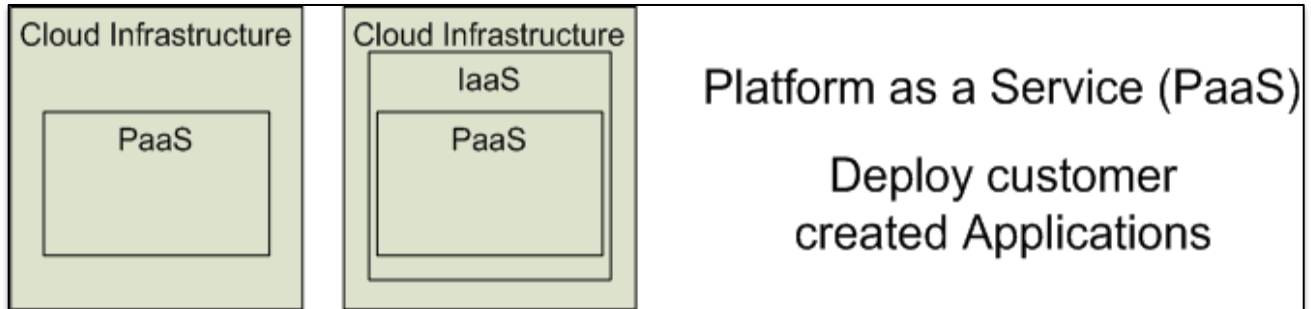 Cloud Infrastructure
PaaS
Cloud Infrastructure
IaaS
PaaS
Platform as a Service (PaaS)
Deploy customer
created Applications